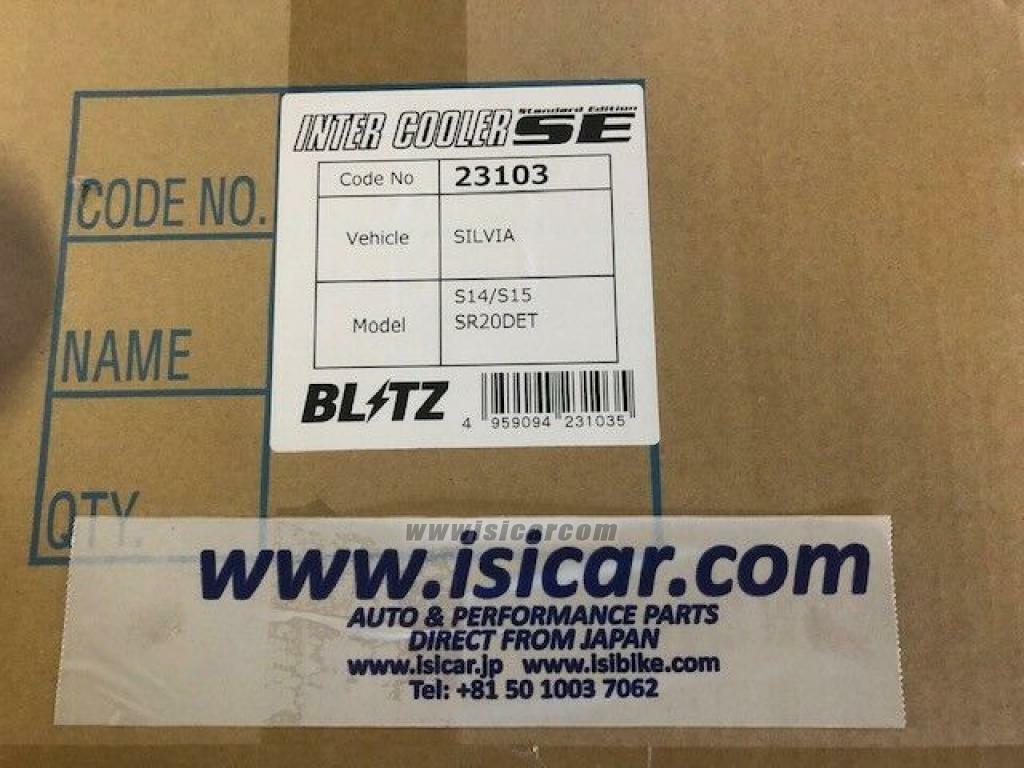 CODE NO.
NAME
QTY.
INTER COOLER Standard Edition SE
Code No 23103
Vehicle SILVIA
Model S14/S15
SR20DET
BLITZ
4 959094 231035
www.isicar.com
www.isicar.com
AUTO & PERFORMANCE PARTS
DIRECT FROM JAPAN
www.isicar.jp www.isibike.com
Tel: +81 50 1003 7062